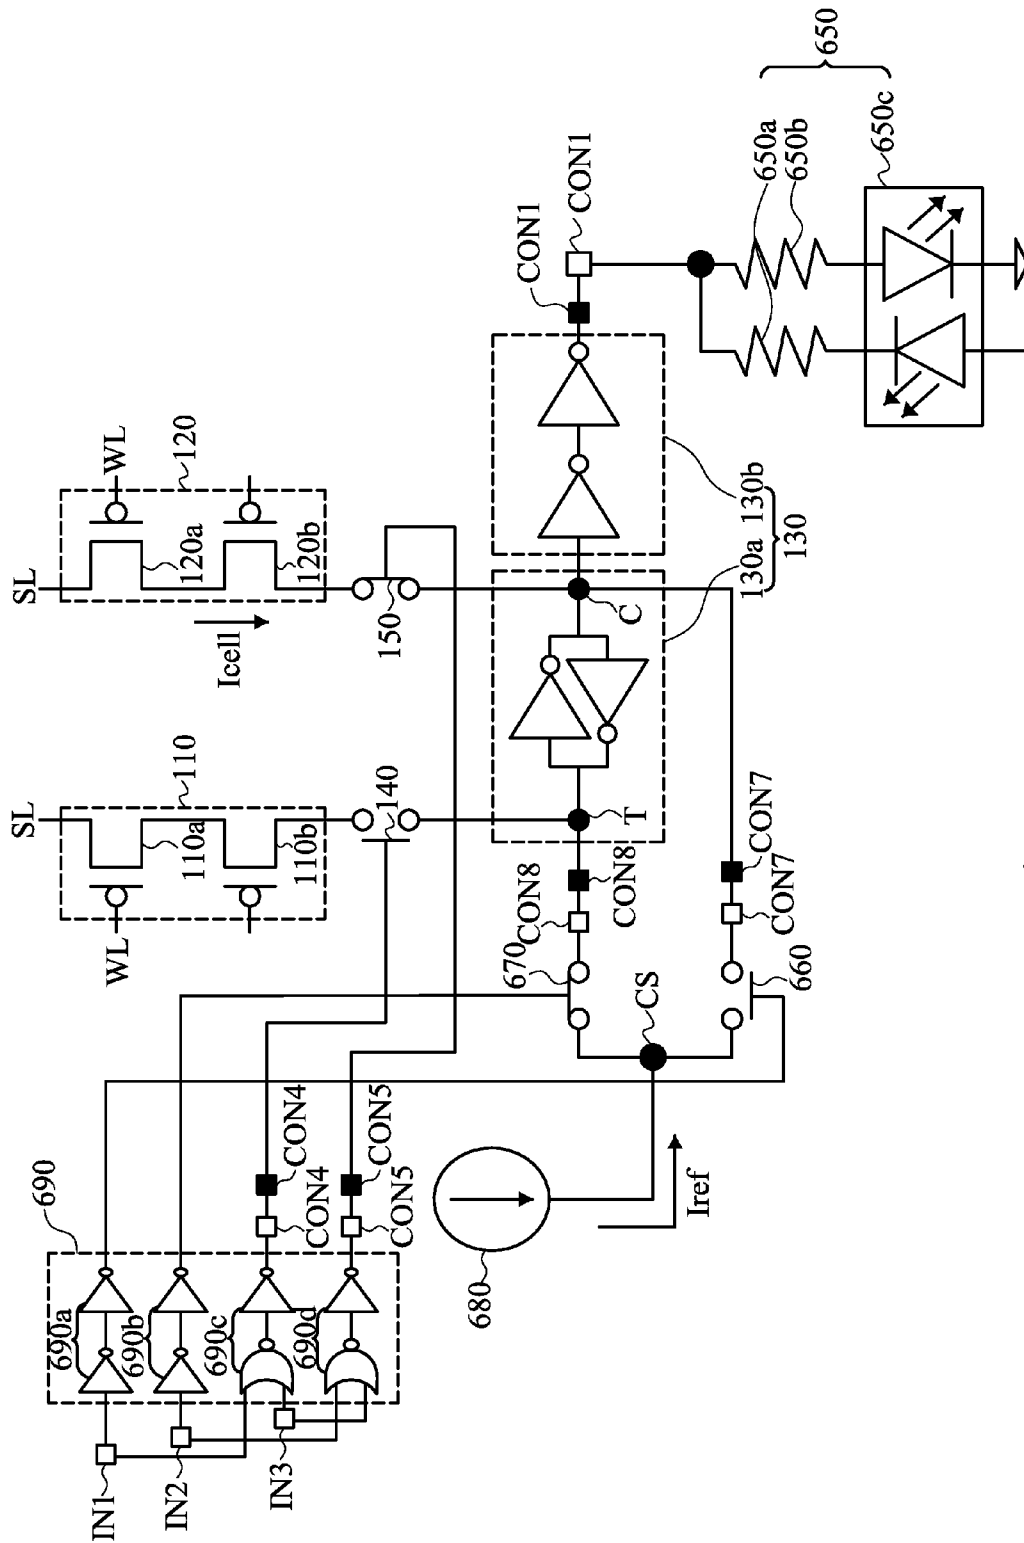 SL
WL
120
120a
120b
Icell
150
SL
WL
110
110a
110b
140
CON1
CON1
650
650a
650b
650c
130b
130a
130
C
T
CON8
CON8
670
CS
CON7
CON7
660
690
690a
690b
690c
690d
CON4
CON4
CON5
CON5
IN1
IN2
IN3
680
Iref